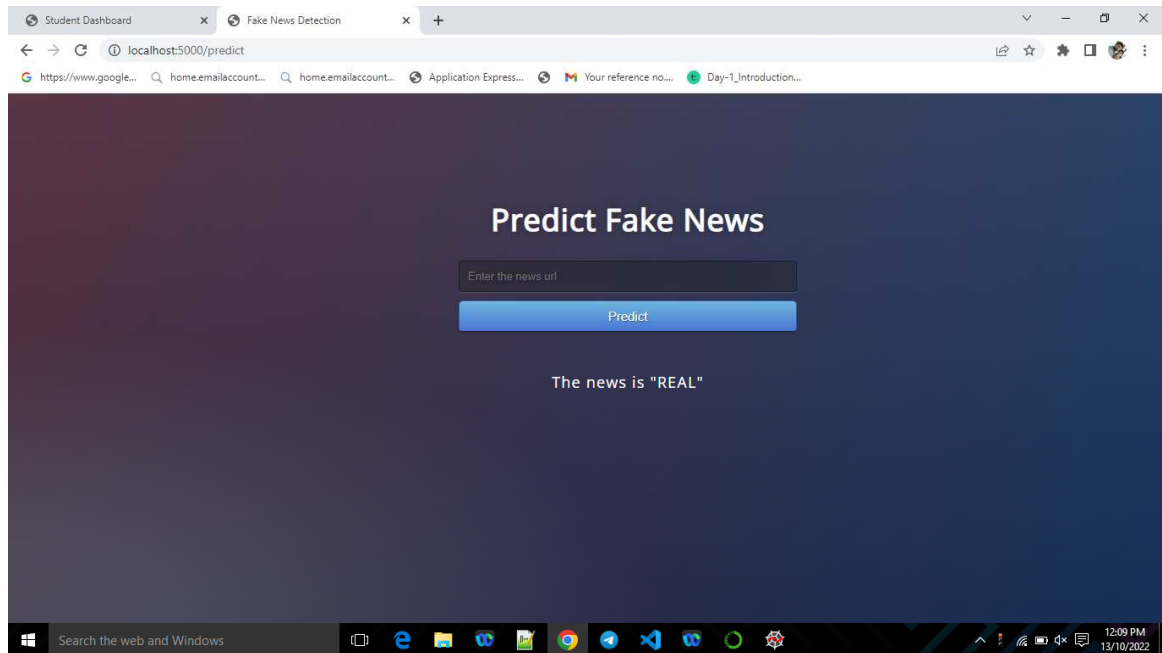 Student Dashboard
Fake News Detection
localhost:5000/predict
https://www.google...
home.emailaccount...
home.emailaccount...
Application Express...
Your reference no....
Day-1_Introduction...
Predict Fake News
Enter the news url
Predict
The news is "REAL"
Search the web and Windows
12:09 PM
13/10/2022